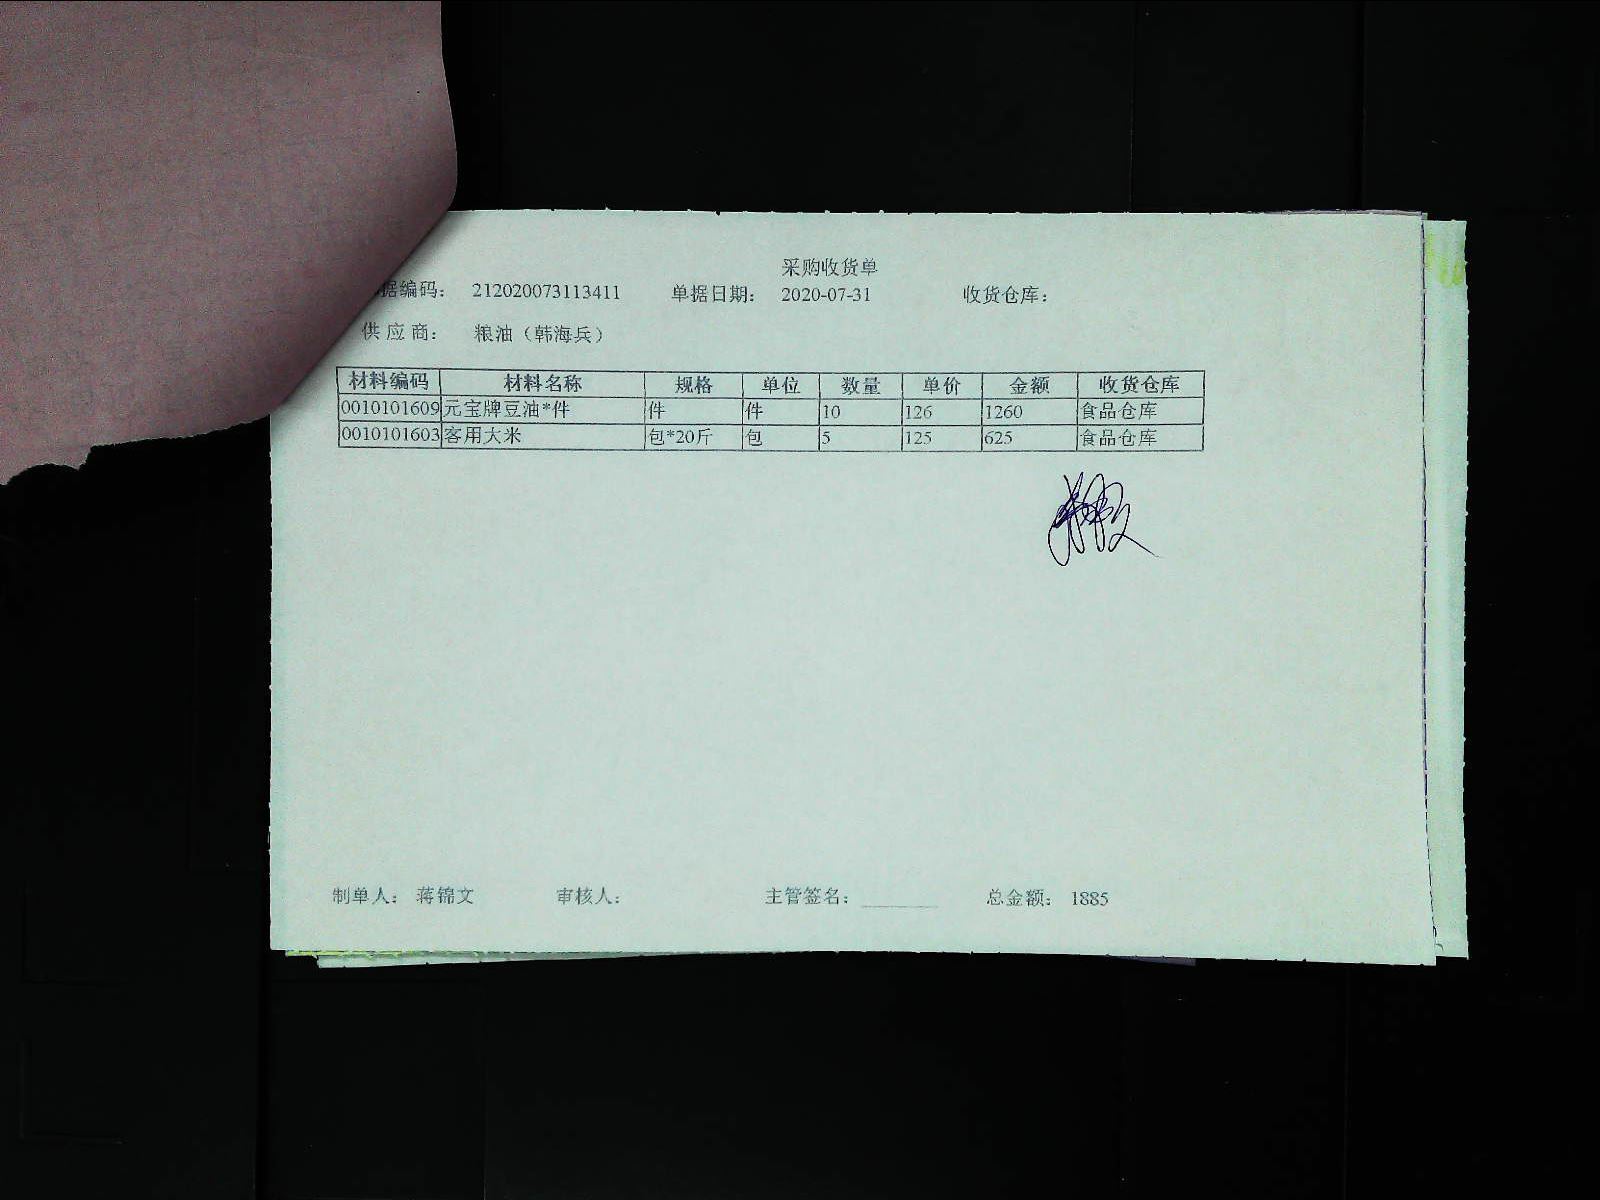 采购收货单
据编码： 212020073113411 单据日期： 2020-07-31 收货仓库：
供 应 商： 粮油（韩海兵）
材料编码 材料名称 规格 单位 数量 单价 金额 收货仓库
0010101609 元宝牌豆油*件 件 件 10 126 1260 食品仓库
0010101603 客用大米 包*20斤 包 5 125 625 食品仓库
制单人： 蒋锦文 审核人： 主管签名： 总金额： 1885